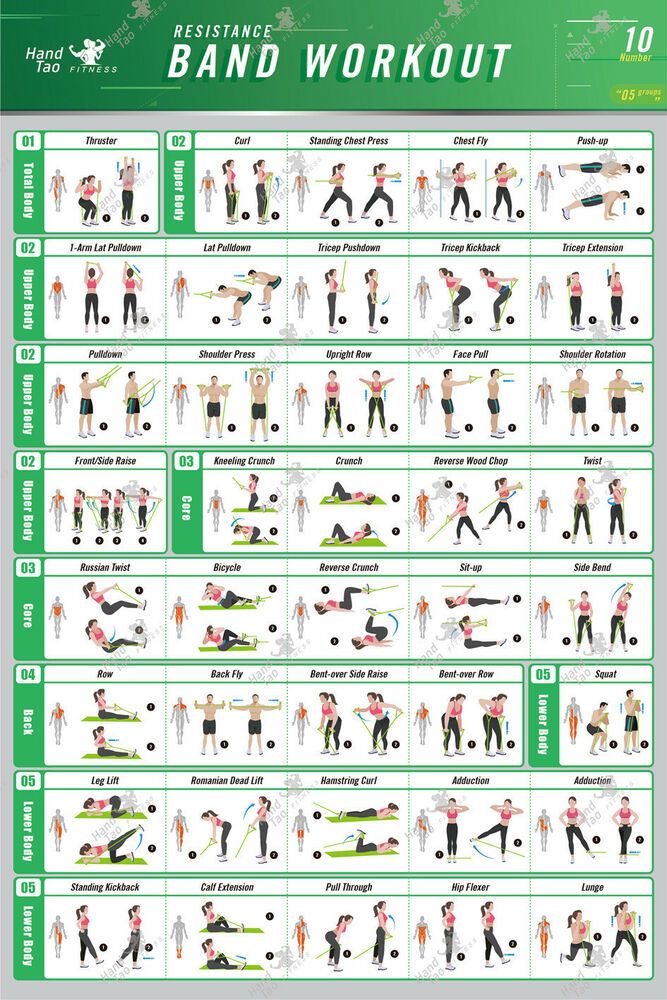 Hand
Tao FITNESS
RESISTANCE
BAND WORKOUT
10
Number
"05 groups"
01 Total Body
Thruster
02 Upper Body
Curl
Standing Chest Press
Chest Fly
Push-up
02 Upper Body
1-Arm Lat Pulldown
Lat Pulldown
Tricep Pushdown
Tricep Kickback
Tricep Extension
02 Upper Body
Pulldown
Shoulder Press
Upright Row
Face Pull
Shoulder Rotation
02 Upper Body
Front/Side Raise
03 Core
Kneeling Crunch
Crunch
Reverse Wood Chop
Twist
03 Core
Russian Twist
Bicycle
Reverse Crunch
Sit-up
Side Bend
04 Back
Row
Back Fly
Bent-over Side Raise
Bent-over Row
05 Lower Body
Squat
05 Lower Body
Leg Lift
Romanian Dead Lift
Hamstring Curl
Adduction
Adduction
05 Lower Body
Standing Kickback
Calf Extension
Pull Through
Hip Flexer
Lunge